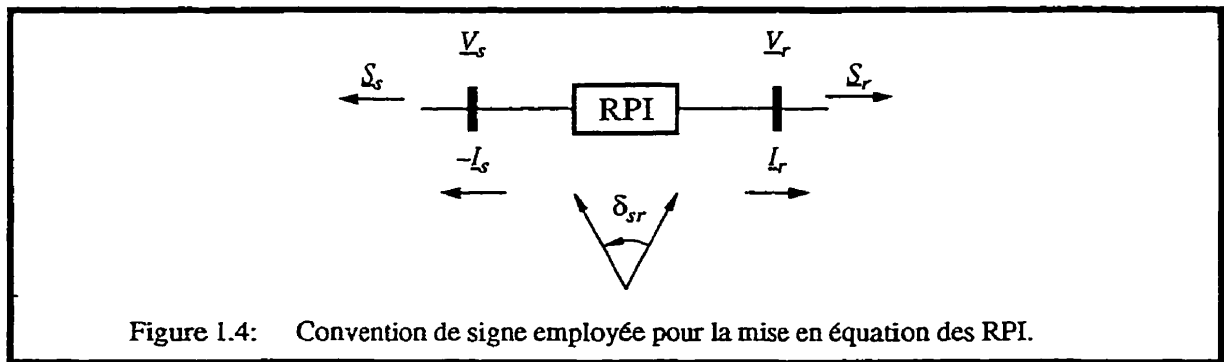 V_s V_r
S_s S_r
RPI
-I_s I_r
δ_sr
Figure 1.4: Convention de signe employée pour la mise en équation des RPI.